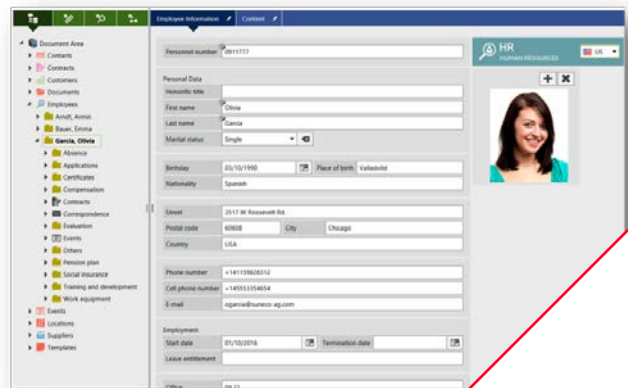 Employee Information
Content
Document Area
Contacts
Contracts
Customers
Documents
Employees
Arndt, Armin
Bauer, Emma
Garcia, Olivia
Absence
Applications
Certificates
Compensation
Contracts
Correspondence
Evaluation
Events
Others
Pension plan
Social insurance
Training and development
Work equipment
Events
Locations
Suppliers
Templates
Personnel number 0911777
Personal Data
Honorific title
First name Olivia
Last name Garcia
Marital status Single
Birthday 03/10/1990 Place of birth Valladolid
Nationality Spanish
Street 2517 W Roosevelt Rd.
Postal code 60608 City Chicago
Country USA
Phone number +141159828312
Cell phone number +145553354654
E-mail ogarcia@suneco-ag.com
Employment
Start date 01/10/2016 Termination date
Leave entitlement
Office
HR
HUMAN RESOURCES
US